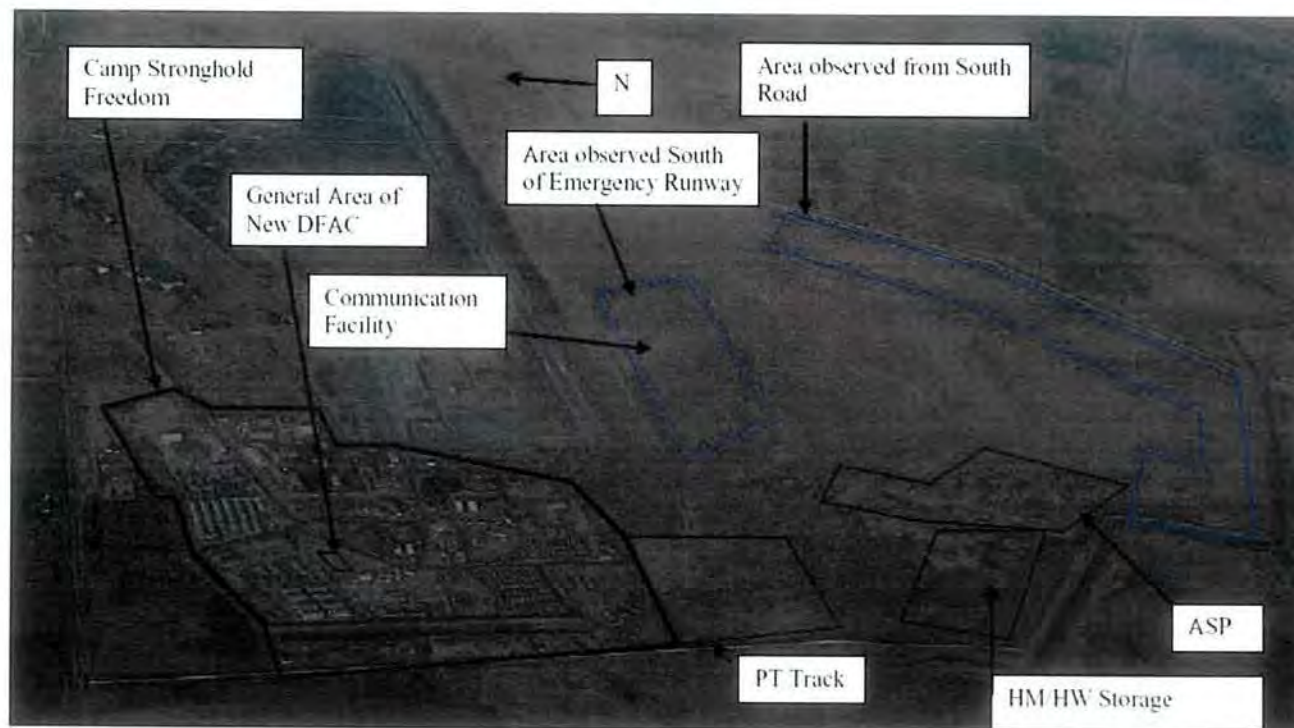 Camp Stronghold
Freedom
N
Area observed from South
Road
Area observed South
of Emergency Runway
General Area of
New DFAC
Communication
Facility
ASP
PT Track
HM/HW Storage